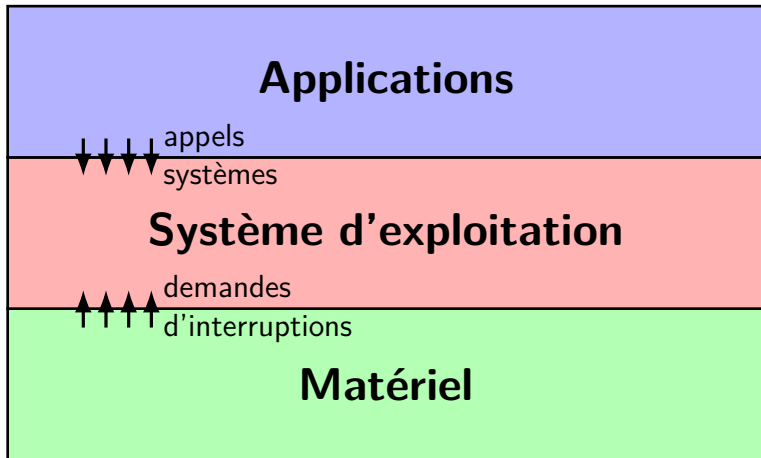 Applications
appels
systèmes
Système d'exploitation
demandes
d'interruptions
Matériel